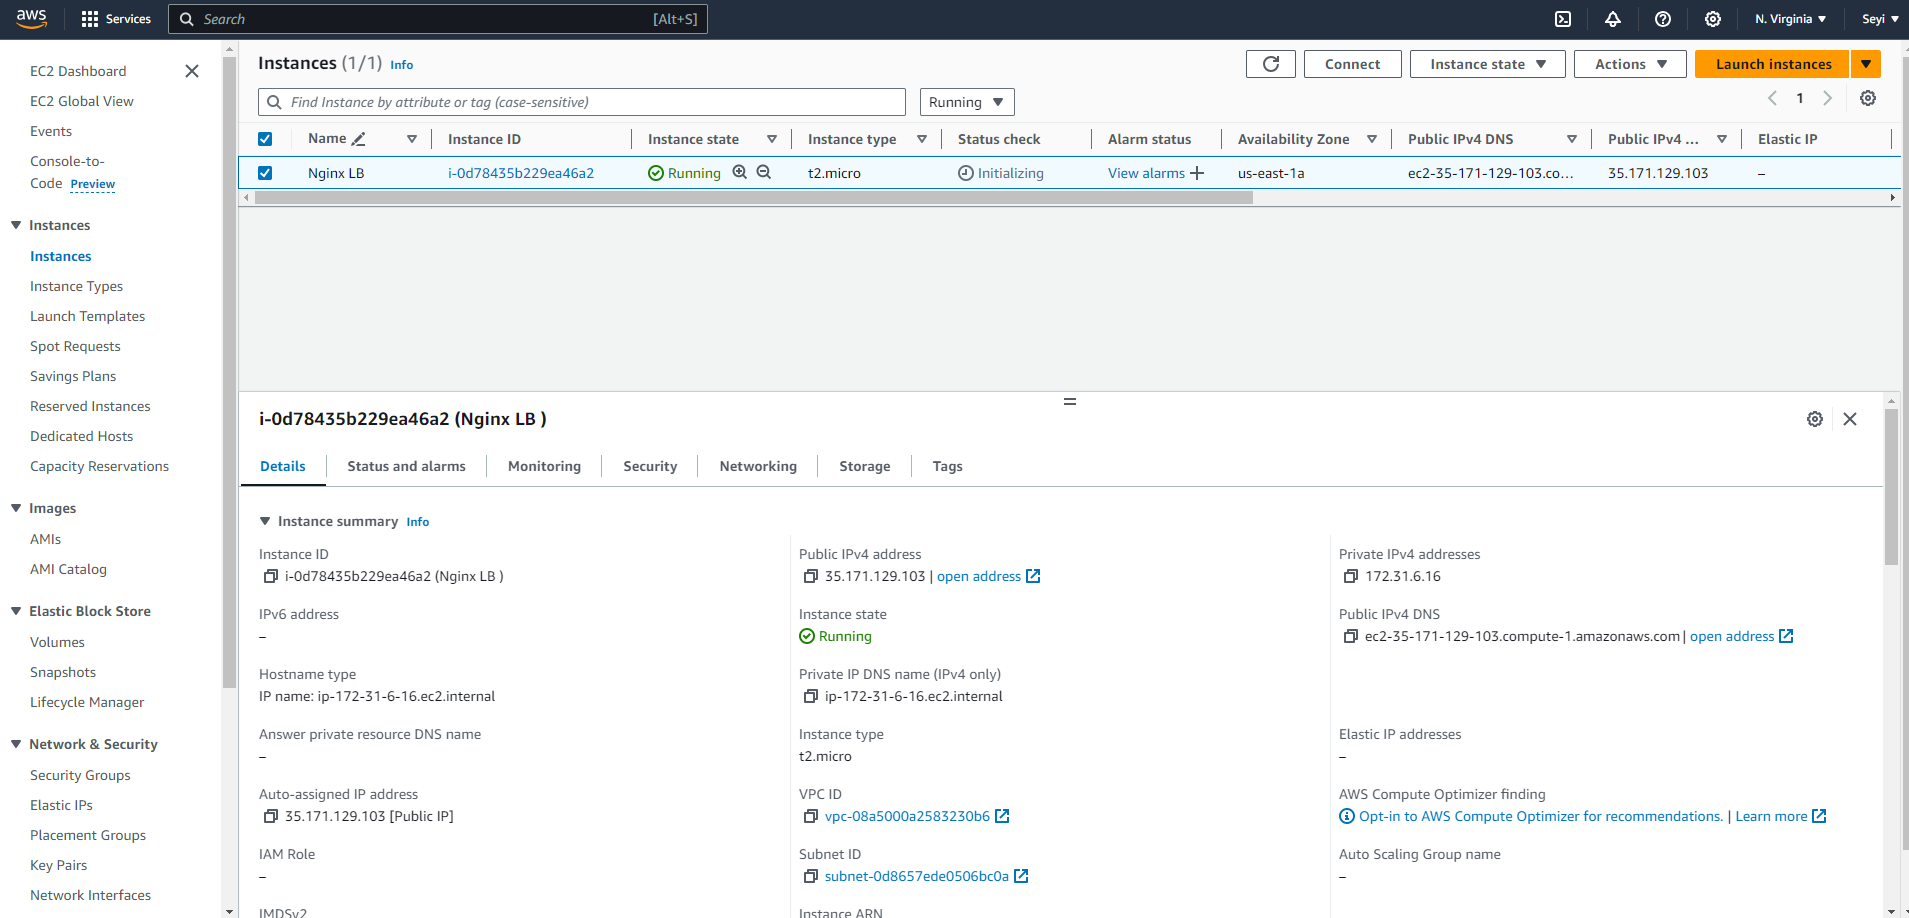 aws Services Search [Alt+S] N. Virginia Seyi
EC2 Dashboard
EC2 Global View
Events
Console-to-
Code Preview
Instances
Instances
Instance Types
Launch Templates
Spot Requests
Savings Plans
Reserved Instances
Dedicated Hosts
Capacity Reservations
Images
AMIs
AMI Catalog
Elastic Block Store
Volumes
Snapshots
Lifecycle Manager
Network & Security
Security Groups
Elastic IPs
Placement Groups
Key Pairs
Network Interfaces
Instances (1/1) Info Connect Instance state Actions Launch instances
Find Instance by attribute or tag (case-sensitive) Running 1
Name Instance ID Instance state Instance type Status check Alarm status Availability Zone Public IPv4 DNS Public IPv4 ... Elastic IP
Nginx LB i-0d78435b229ea46a2 Running t2.micro Initializing View alarms + us-east-1a ec2-35-171-129-103.co... 35.171.129.103 –
i-0d78435b229ea46a2 (Nginx LB )
Details Status and alarms Monitoring Security Networking Storage Tags
Instance summary Info
Instance ID Public IPv4 address Private IPv4 addresses
i-0d78435b229ea46a2 (Nginx LB ) 35.171.129.103 | open address 172.31.6.16
IPv6 address Instance state Public IPv4 DNS
– Running ec2-35-171-129-103.compute-1.amazonaws.com | open address
Hostname type Private IP DNS name (IPv4 only)
IP name: ip-172-31-6-16.ec2.internal ip-172-31-6-16.ec2.internal
Answer private resource DNS name Instance type Elastic IP addresses
– t2.micro –
Auto-assigned IP address VPC ID AWS Compute Optimizer finding
35.171.129.103 [Public IP] vpc-08a5000a2583230b6 Opt-in to AWS Compute Optimizer for recommendations. | Learn more
IAM Role Subnet ID Auto Scaling Group name
– subnet-0d8657ede0506bc0a –
IMDSv2 Instance ARN